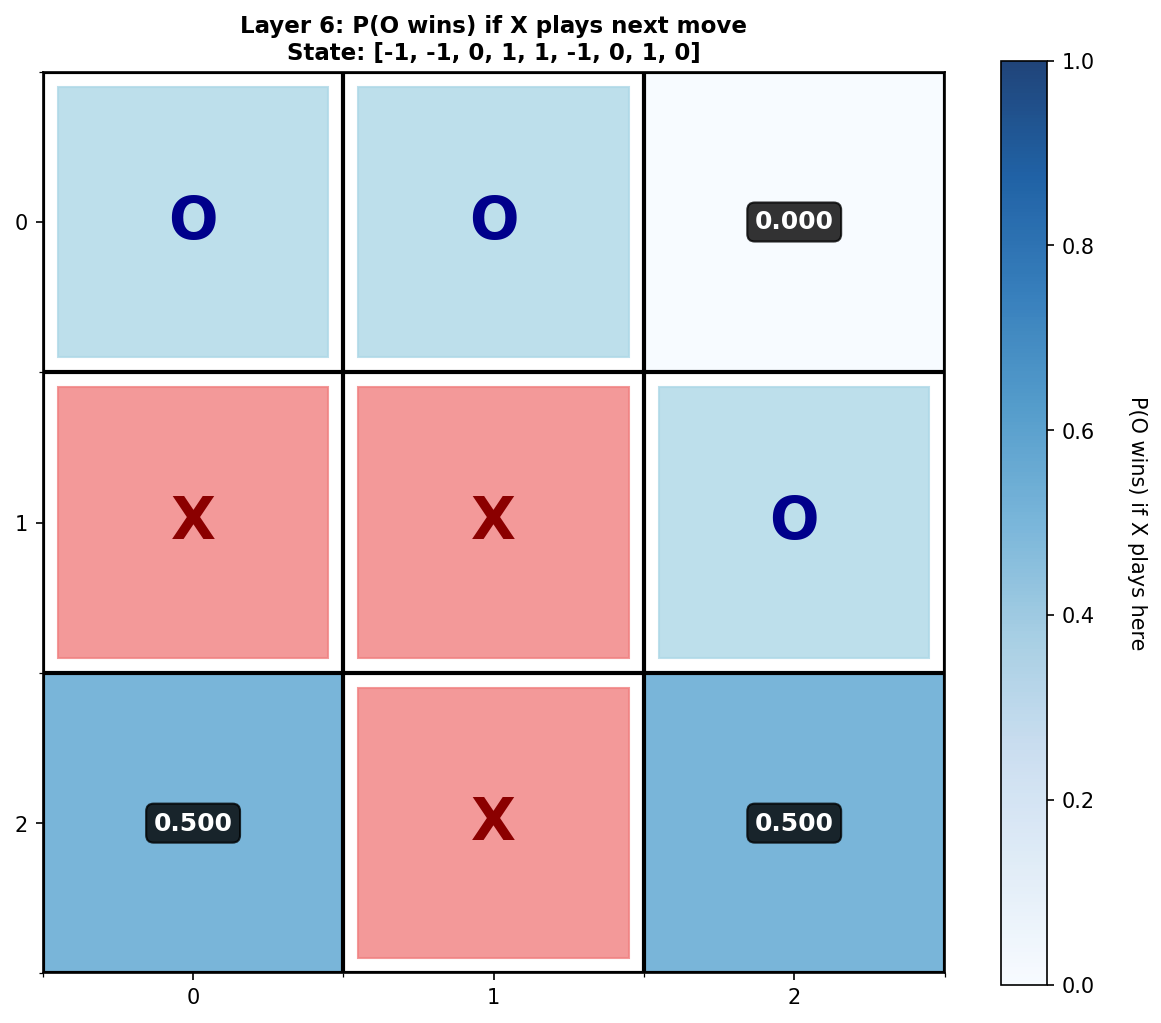 Layer 6: P(O wins) if X plays next move
State: [-1, -1, 0, 1, 1, -1, 0, 1, 0]
0
O
O
0.000
1
X
X
O
2
0.500
X
0.500
0
1
2
1.0
0.8
0.6
0.4
0.2
0.0
P(O wins) if X plays here